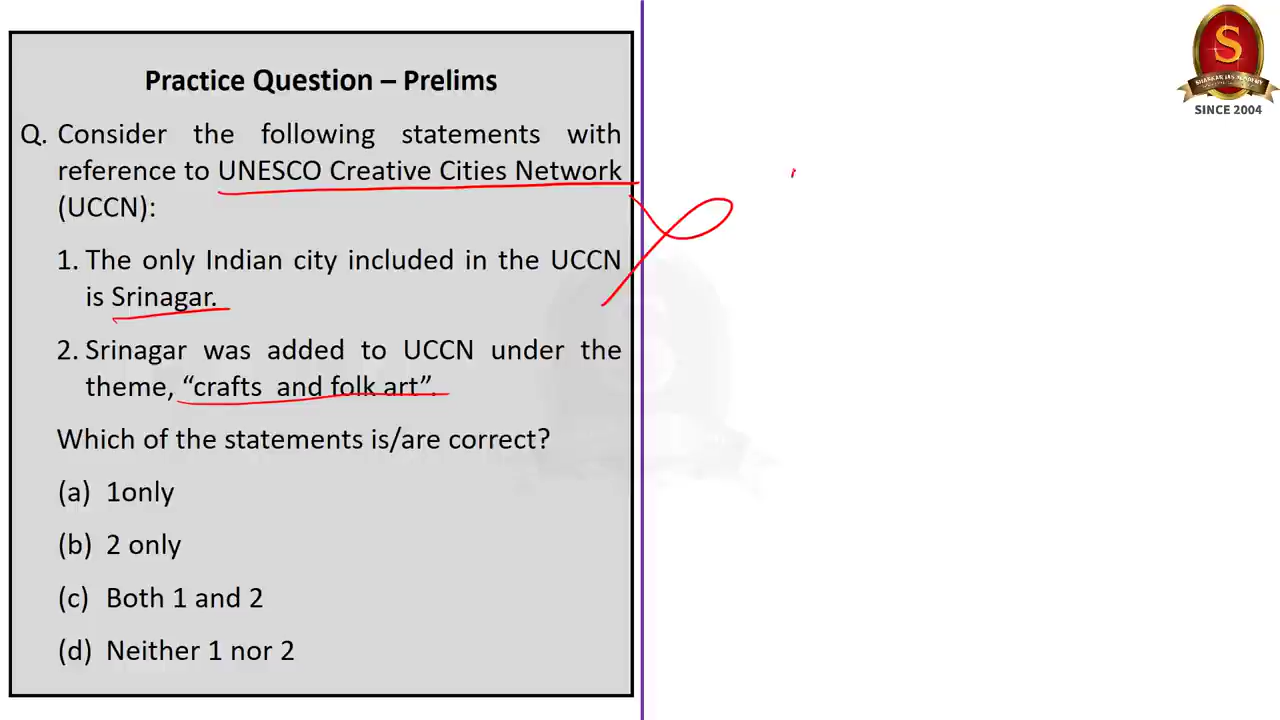 Practice Question – Prelims
Q. Consider the following statements with
reference to UNESCO Creative Cities Network
(UCCN):
1. The only Indian city included in the UCCN
is Srinagar.
2. Srinagar was added to UCCN under the
theme, “crafts and folk art”.
Which of the statements is/are correct?
(a) 1only
(b) 2 only
(c) Both 1 and 2
(d) Neither 1 nor 2
S
SHANKAR IAS ACADEMY
SINCE 2004